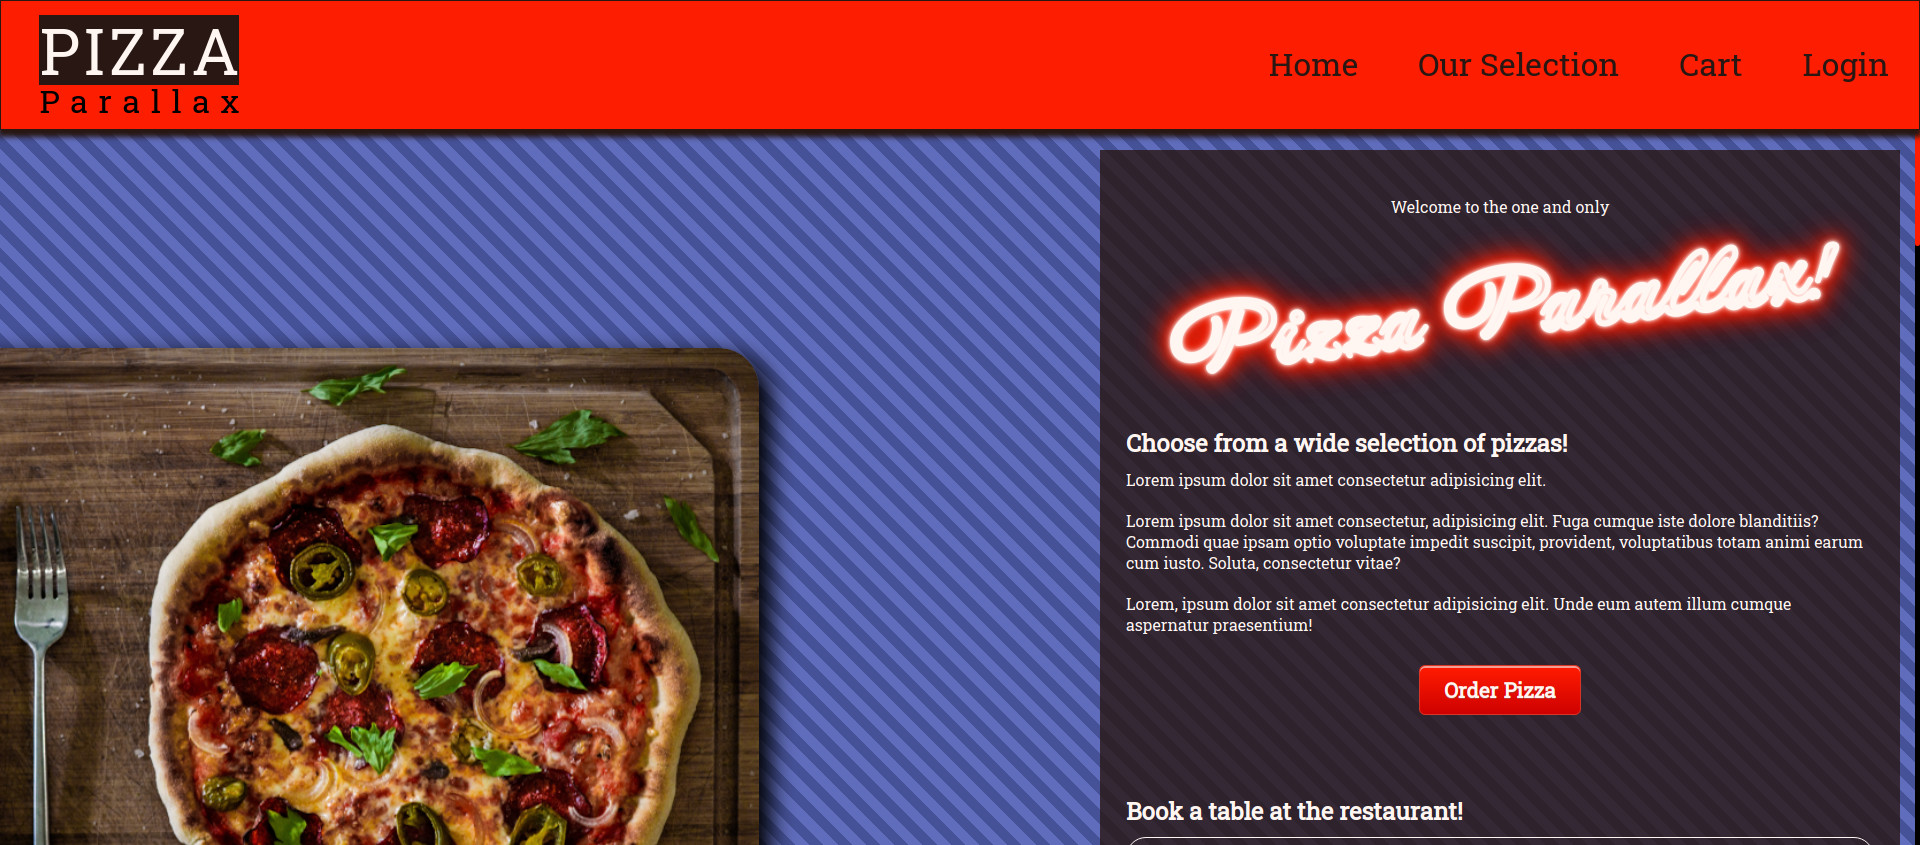 PIZZA
Parallax
Home Our Selection Cart Login
Welcome to the one and only
Pizza Parallax!
Choose from a wide selection of pizzas!
Lorem ipsum dolor sit amet consectetur adipisicing elit.
Lorem ipsum dolor sit amet consectetur, adipisicing elit. Fuga cumque iste dolore blanditiis?
Commodi quae ipsam optio voluptate impedit suscipit, provident, voluptatibus totam animi earum
cum iusto. Soluta, consectetur vitae?
Lorem, ipsum dolor sit amet consectetur adipisicing elit. Unde eum autem illum cumque
aspernatur praesentium!
Order Pizza
Book a table at the restaurant!